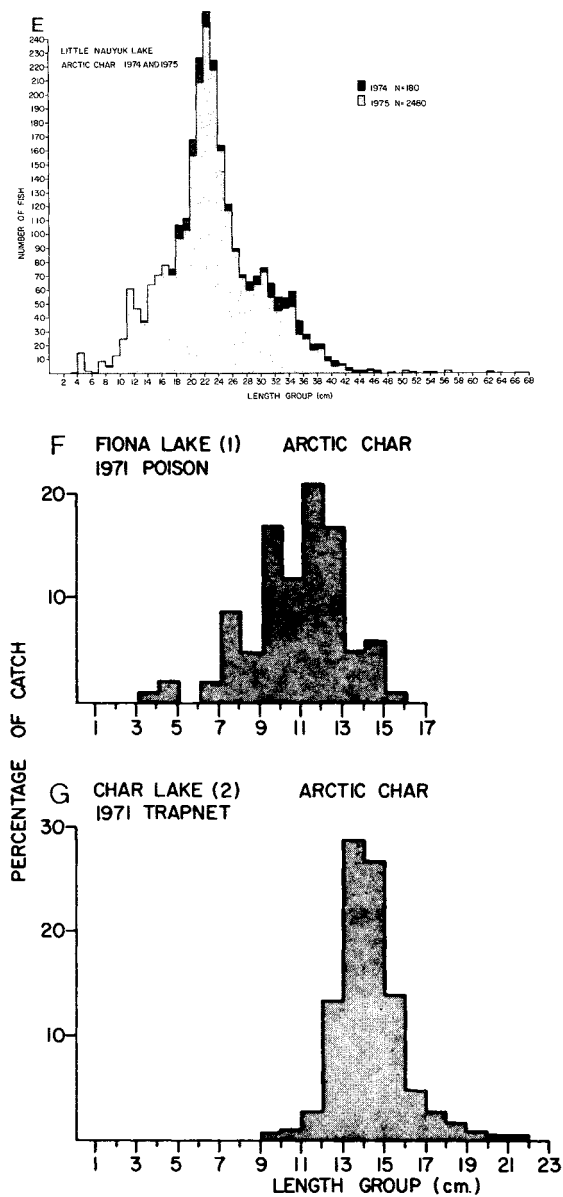 E
LITTLE NAUYUK LAKE
ARCTIC CHAR 1974 AND 1975
1974 N=180
1975 N=2460
NUMBER OF FISH
240
230
220
210
200
190
180
170
160
150
140
130
120
110
100
90
80
70
60
50
40
30
20
10
2 4 6 8 10 12 14 16 18 20 22 24 26 28 30 32 34 36 38 40 42 44 46 48 50 52 54 56 58 60 62 64 66 68
LENGTH GROUP (cm)
F FIONA LAKE (1) ARCTIC CHAR
1971 POISON
20
10
1 3 5 7 9 11 13 15 17
PERCENTAGE OF CATCH
G CHAR LAKE (2) ARCTIC CHAR
1971 TRAPNET
30
20
10
1 3 5 7 9 11 13 15 17 19 21 23
LENGTH GROUP (cm.)